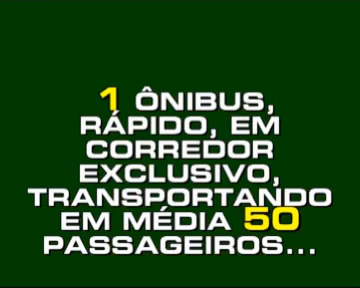 1 ÔNIBUS,
RÁPIDO, EM
CORREDOR
EXCLUSIVO,
TRANSPORTANDO
EM MÉDIA 50
PASSAGEIROS...